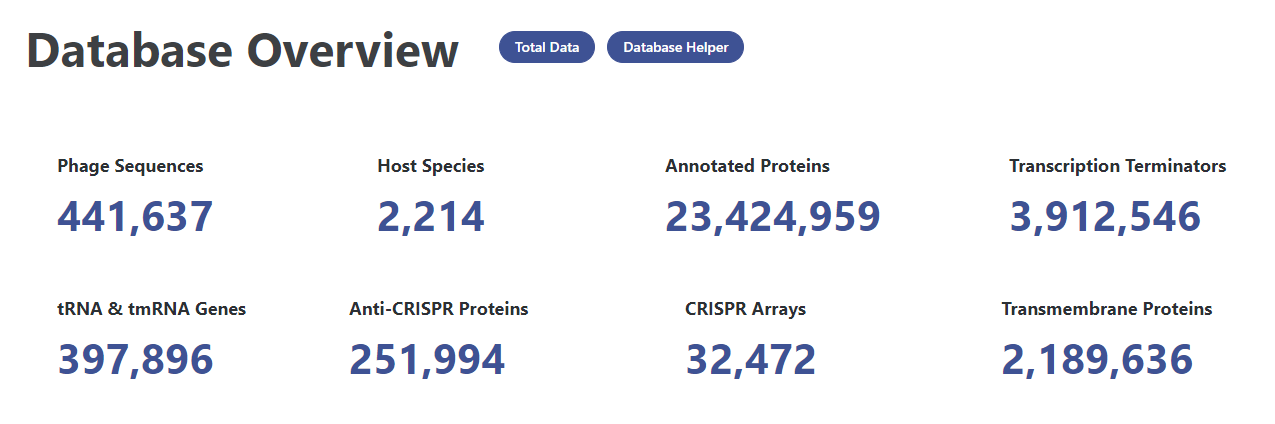 Database Overview Total Data Database Helper
Phage Sequences Host Species Annotated Proteins Transcription Terminators
441,637 2,214 23,424,959 3,912,546
tRNA & tmRNA Genes Anti-CRISPR Proteins CRISPR Arrays Transmembrane Proteins
397,896 251,994 32,472 2,189,636